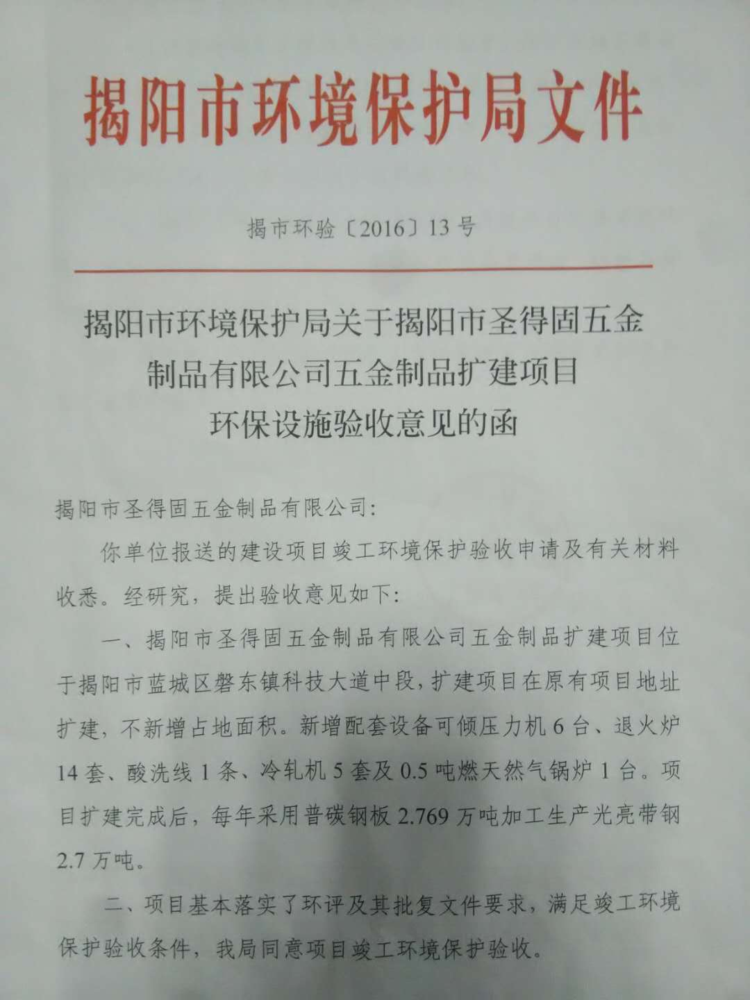 揭阳市环境保护局文件
揭市环验〔2016〕13 号
揭阳市环境保护局关于揭阳市圣得固五金
制品有限公司五金制品扩建项目
环保设施验收意见的函
揭阳市圣得固五金制品有限公司：
你单位报送的建设项目竣工环境保护验收申请及有关材料
收悉。经研究，提出验收意见如下：
一、揭阳市圣得固五金制品有限公司五金制品扩建项目位
于揭阳市蓝城区磐东镇科技大道中段，扩建项目在原有项目地址
扩建，不新增占地面积。新增配套设备可倾压力机 6 台、退火炉
14 套、酸洗线 1 条、冷轧机 5 套及 0.5 吨燃天然气锅炉 1 台。项
目扩建完成后，每年采用普碳钢板 2.769 万吨加工生产光亮带钢
2.7 万吨。
二、项目基本落实了环评及其批复文件要求，满足竣工环境
保护验收条件，我局同意项目竣工环境保护验收。